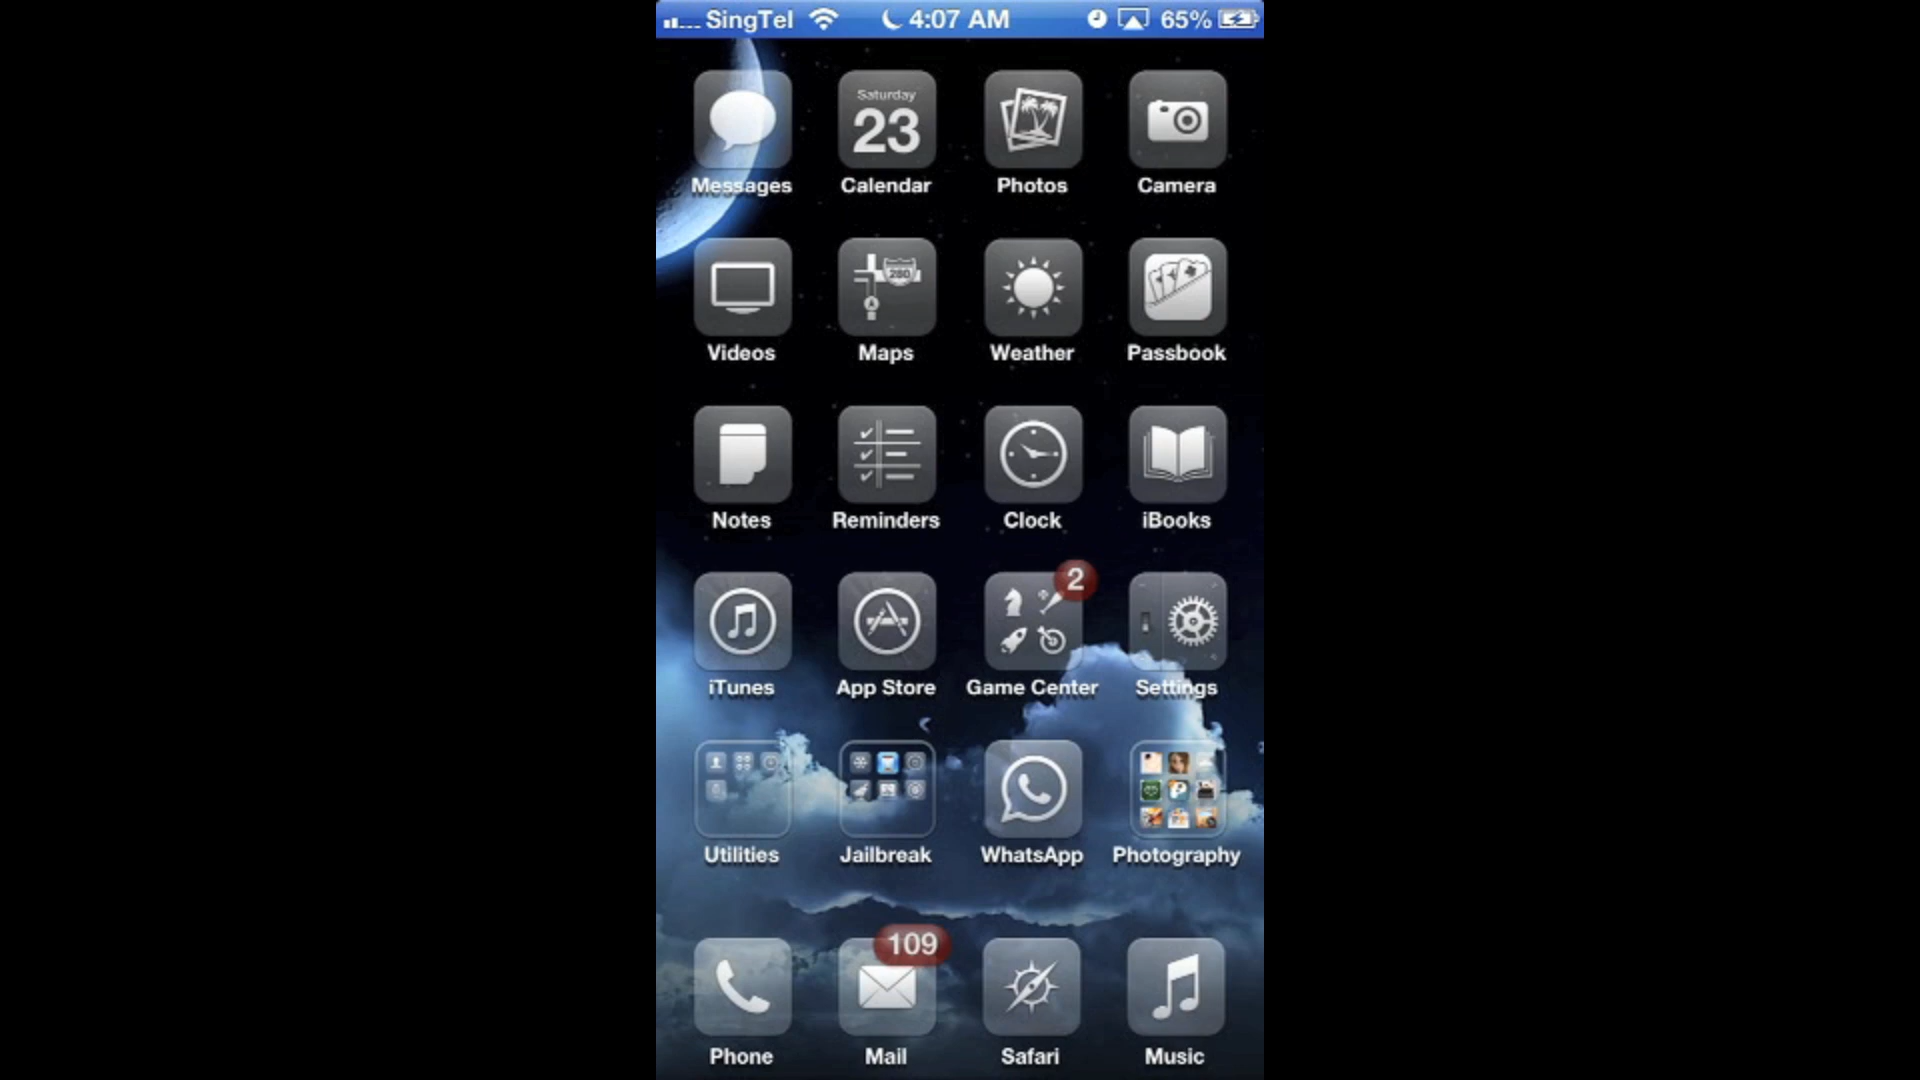 SingTel 4:07 AM 65%
Saturday
23
Messages Calendar Photos Camera
280
Videos Maps Weather Passbook
Notes Reminders Clock iBooks
2
iTunes App Store Game Center Settings
Utilities Jailbreak WhatsApp Photography
109
Phone Mail Safari Music